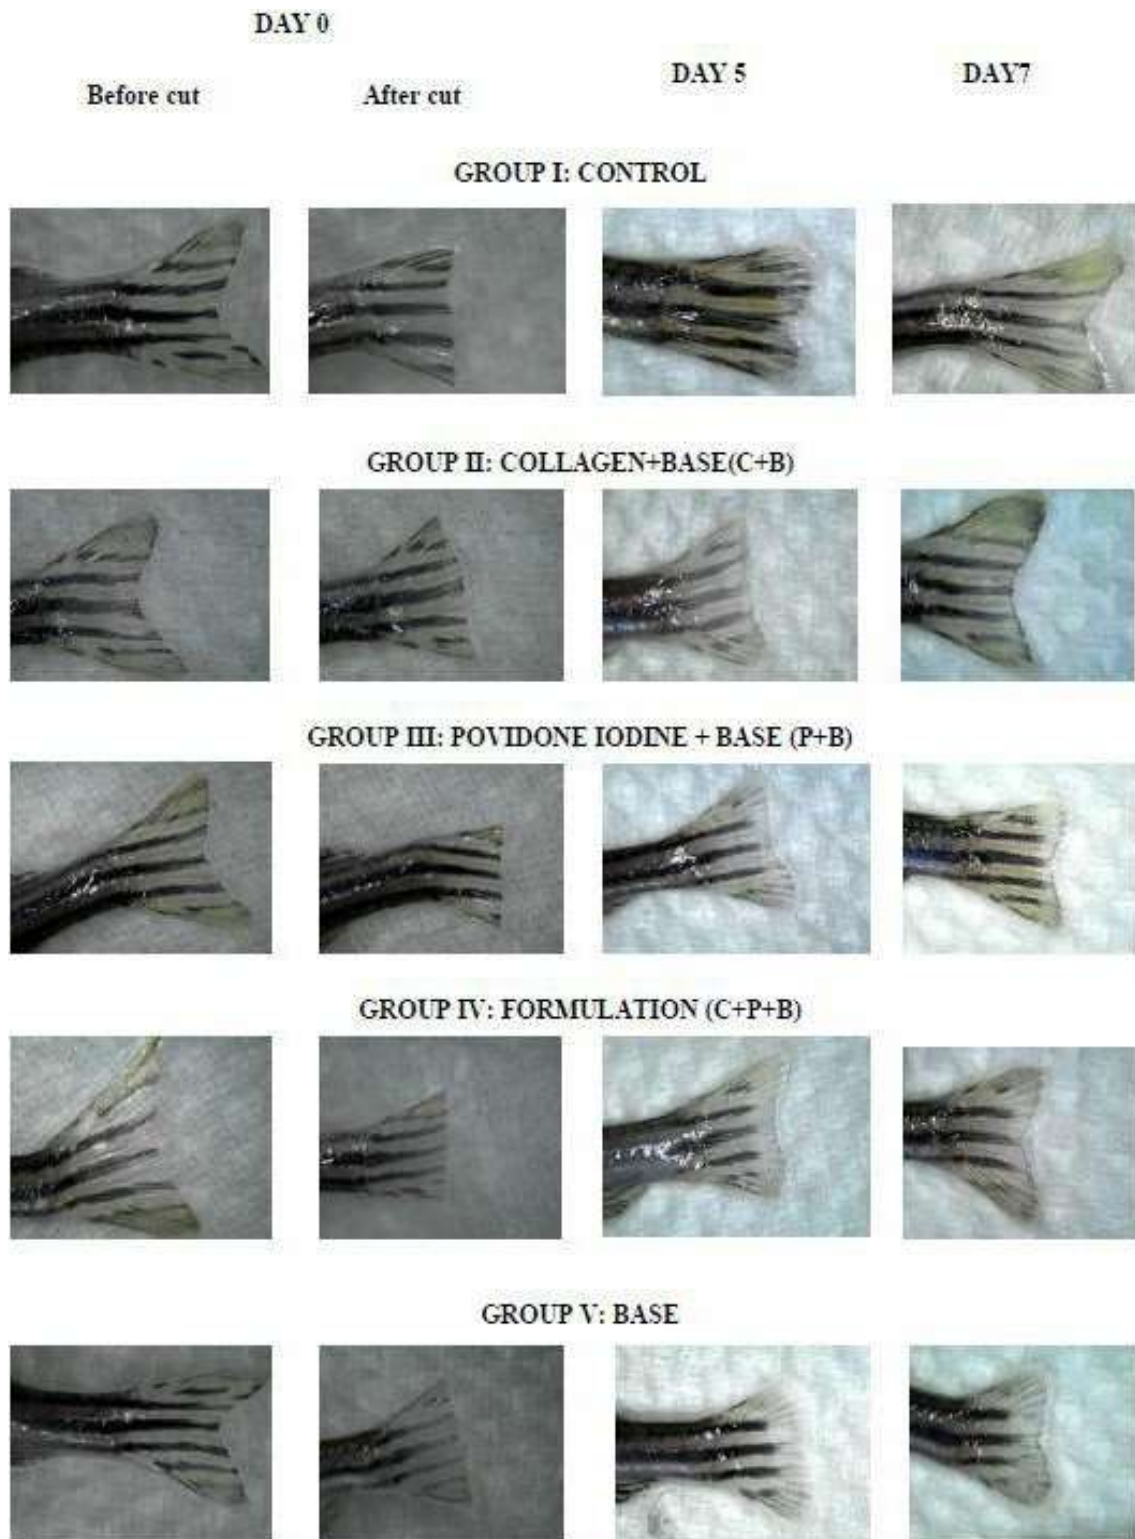 DAY 0
DAY 5
DAY7
Before cut
After cut
GROUP I: CONTROL
GROUP II: COLLAGEN+BASE(C+B)
GROUP III: POVIDONE IODINE + BASE (P+B)
GROUP IV: FORMULATION (C+P+B)
GROUP V: BASE